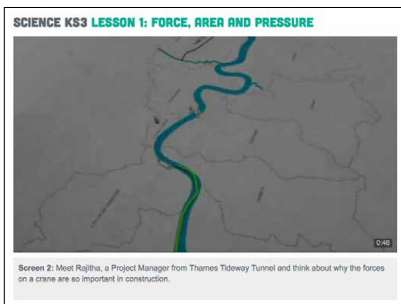 SCIENCE KS3 LESSON 1: FORCE, AREA AND PRESSURE
0:48
Screen 2: Meet Rajitha, a Project Manager from Thames Tideway Tunnel and think about why the forces
on a crane are so important in construction.